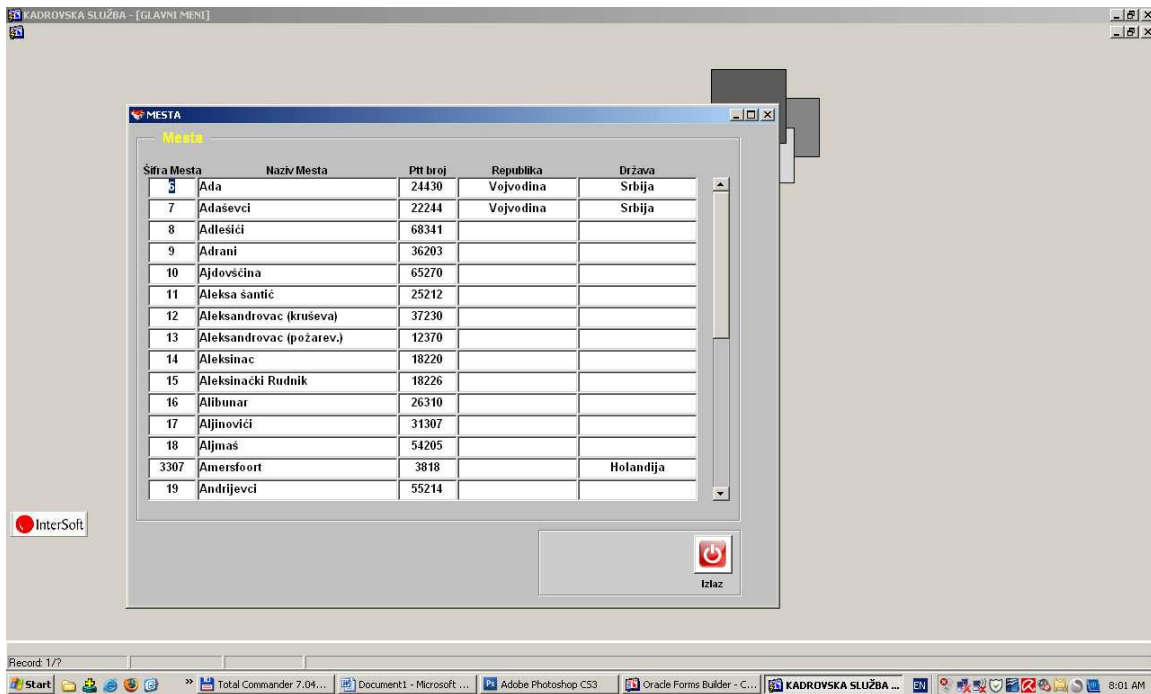 KADROVSKA SLUŽBA - [GLAVNI MENI]
MESTA
Mesta
Šifra Mesta Naziv Mesta Ptt broj Republika Država
6 Ada 24430 Vojvodina Srbija
7 Adaševci 22244 Vojvodina Srbija
8 Adlešići 68341
9 Adrani 36203
10 Ajdovšćina 65270
11 Aleksa šantić 25212
12 Aleksandrovac (kruševa) 37230
13 Aleksandrovac (požarev.) 12370
14 Aleksinac 18220
15 Aleksinaćki Rudnik 18226
16 Alibunar 26310
17 Aljinovići 31307
18 Aljmaš 54205
3307 Amersfoort 3818 Holandija
19 Andrijevci 55214
InterSoft
Izlaz
Record: 1/?
Start » Total Commander 7.04... Document1 - Microsoft ... Adobe Photoshop CS3 Oracle Forms Builder - C... KADROVSKA SLUŽBA ... EN 8:01 AM